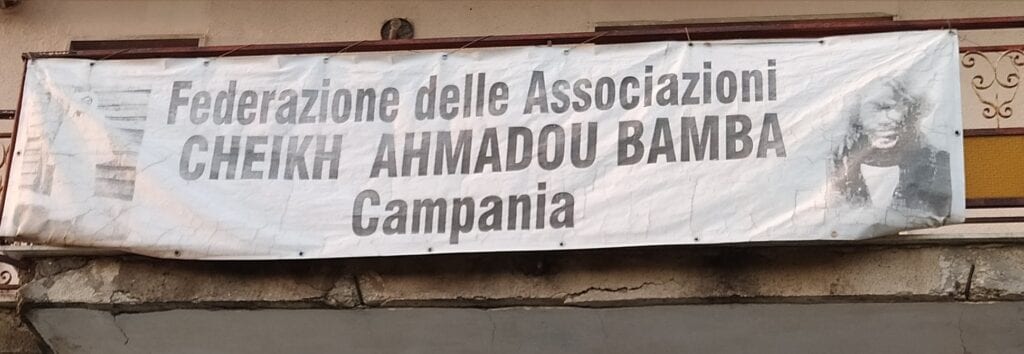 Federazione delle Associazioni
CHEIKH AHMADOU BAMBA
Campania